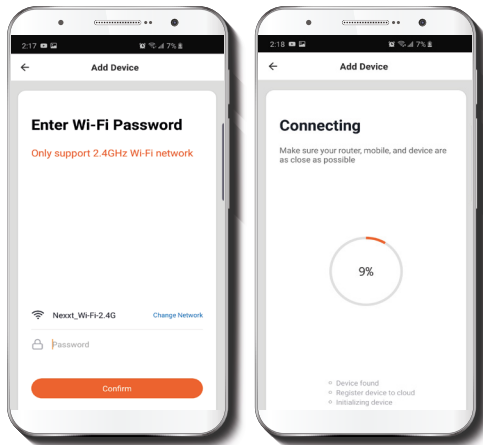 2:17 7%
Add Device
Enter Wi-Fi Password
Only support 2.4GHz Wi-Fi network
Nexxt_Wi-Fi-2.4G Change Network
Password
Confirm
2:18 7%
Add Device
Connecting
Make sure your router, mobile, and device are
as close as possible
9%
Device found
Register device to cloud
Initializing device